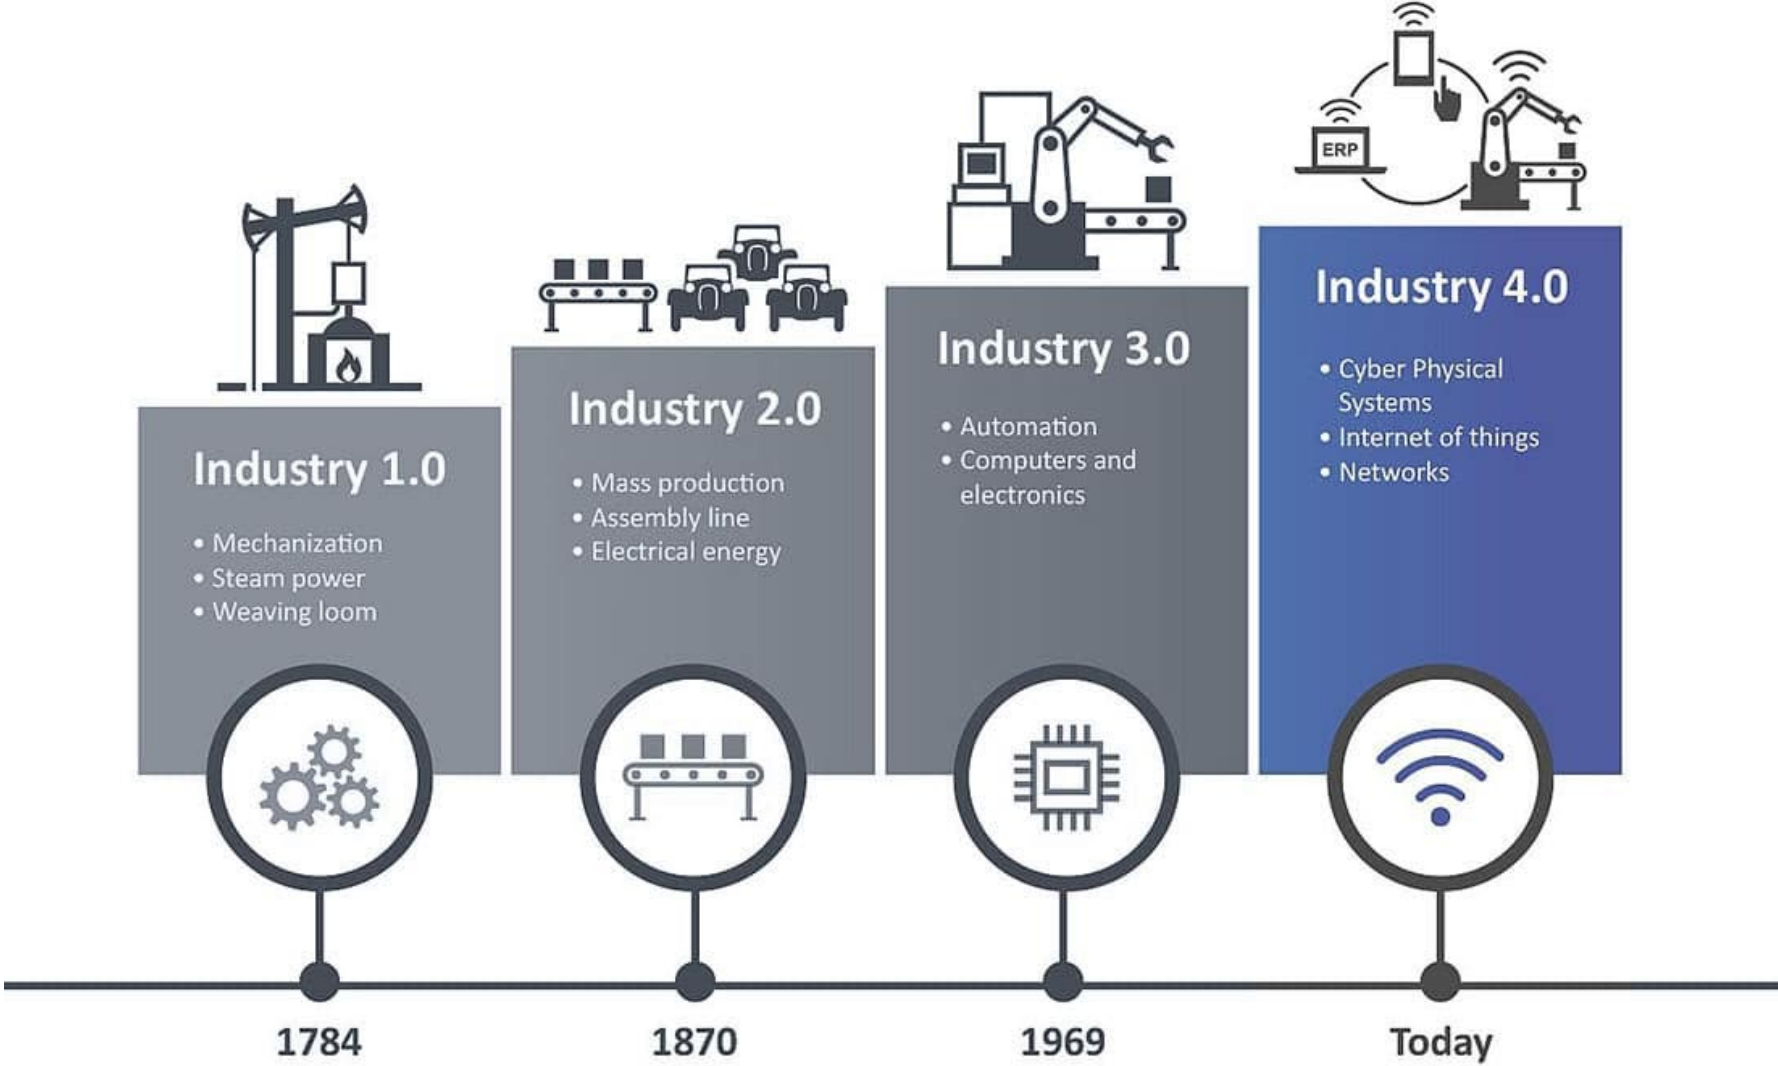 ERP
Industry 1.0
• Mechanization
• Steam power
• Weaving loom
Industry 2.0
• Mass production
• Assembly line
• Electrical energy
Industry 3.0
• Automation
• Computers and
electronics
Industry 4.0
• Cyber Physical
Systems
• Internet of things
• Networks
1784
1870
1969
Today